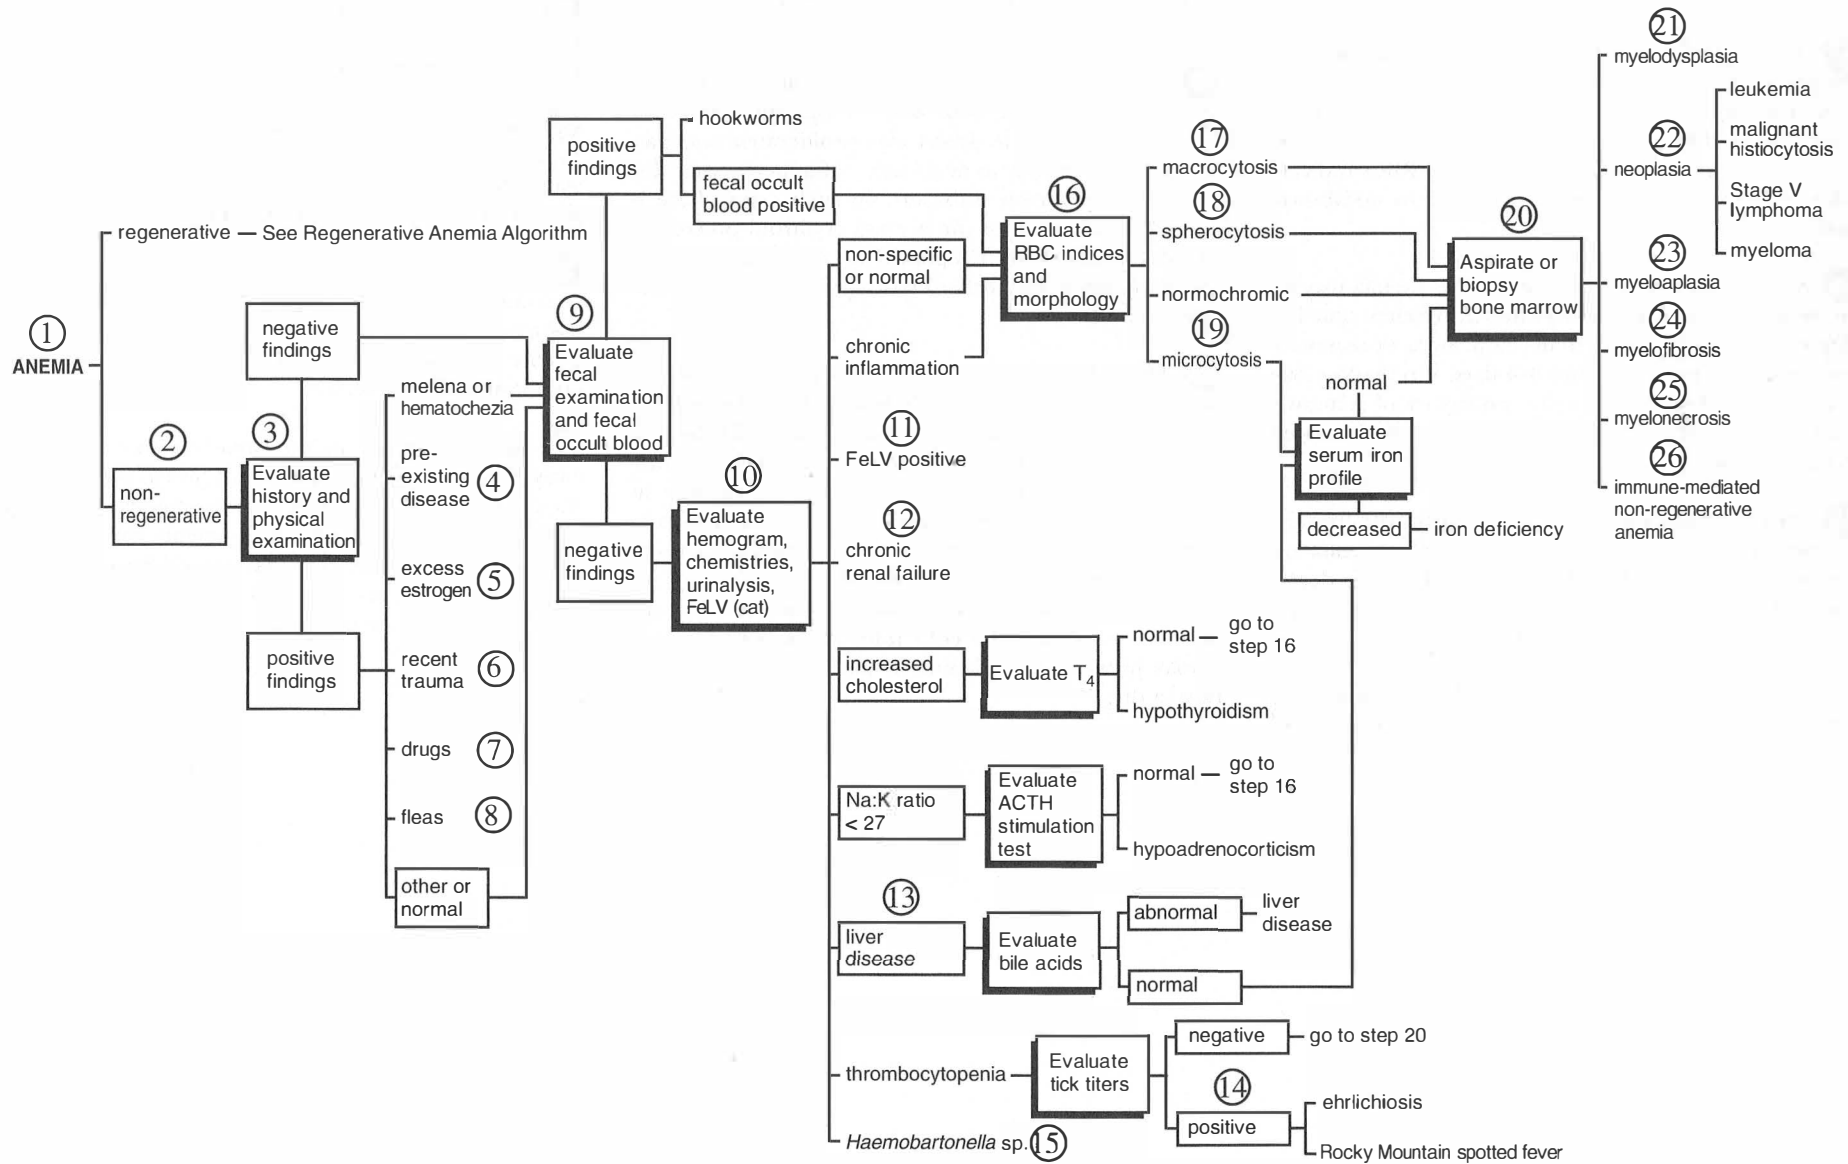 1
ANEMIA
regenerative — See Regenerative Anemia Algorithm
2
non-
regenerative
3
Evaluate
history and
physical
examination
negative
findings
positive
findings
melena or
hematochezia
pre-
existing
disease
4
excess
estrogen
5
recent
trauma
6
drugs
7
fleas
8
other or
normal
9
Evaluate
fecal
examination
and fecal
occult blood
positive
findings
hookworms
fecal occult
blood positive
negative
findings
10
Evaluate
hemogram,
chemistries,
urinalysis,
FeLV (cat)
non-specific
or normal
chronic
inflammation
11
FeLV positive
12
chronic
renal failure
increased
cholesterol
Evaluate T4
normal — go to
step 16
hypothyroidism
Na:K ratio
< 27
Evaluate
ACTH
stimulation
test
normal — go to
step 16
hypoadrenocorticism
13
liver
disease
Evaluate
bile acids
abnormal
liver
disease
normal
thrombocytopenia
Evaluate
tick titers
negative
go to step 20
14
positive
ehrlichiosis
Rocky Mountain spotted fever
Haemobartonella sp. 15
16
Evaluate
RBC indices
and
morphology
17
macrocytosis
18
spherocytosis
normochromic
19
microcytosis
normal
Evaluate
serum iron
profile
decreased
iron deficiency
20
Aspirate or
biopsy
bone marrow
21
myelodysplasia
22
neoplasia
leukemia
malignant
histiocytosis
Stage V
lymphoma
myeloma
23
myeloaplasia
24
myelofibrosis
25
myelonecrosis
26
immune-mediated
non-regenerative
anemia